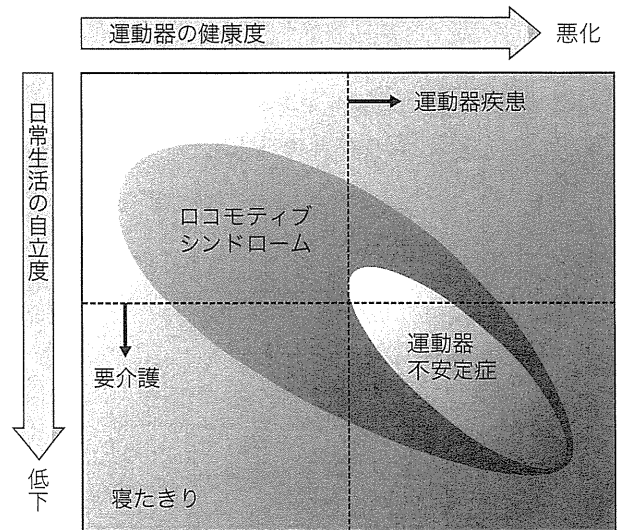 運動器の健康度
悪化
日常生活の自立度
低下
運動器疾患
ロコモティブ
シンドローム
要介護
運動器
不安定症
寝たきり